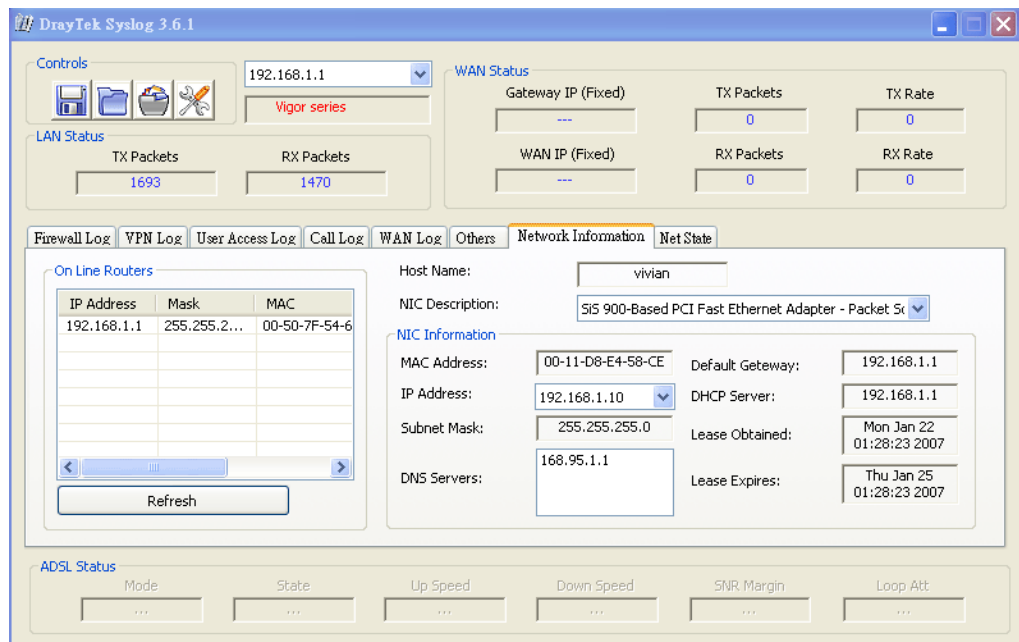 DrayTek Syslog 3.6.1
Controls
192.168.1.1
Vigor series
LAN Status
TX Packets RX Packets
1693 1470
WAN Status
Gateway IP (Fixed) TX Packets TX Rate
--- 0 0
WAN IP (Fixed) RX Packets RX Rate
--- 0 0
Firewall Log VPN Log User Access Log Call Log WAN Log Others Network Information Net State
On Line Routers
IP Address Mask MAC
192.168.1.1 255.255.2... 00-50-7F-54-6
Refresh
Host Name: vivian
NIC Description: SiS 900-Based PCI Fast Ethernet Adapter - Packet Sc
NIC Information
MAC Address: 00-11-D8-E4-58-CE
IP Address: 192.168.1.10
Subnet Mask: 255.255.255.0
DNS Servers: 168.95.1.1
Default Geteway: 192.168.1.1
DHCP Server: 192.168.1.1
Lease Obtained: Mon Jan 22
01:28:23 2007
Lease Expires: Thu Jan 25
01:28:23 2007
ADSL Status
Mode State Up Speed Down Speed SNR Margin Loop Att
... ... ... ... ... ...